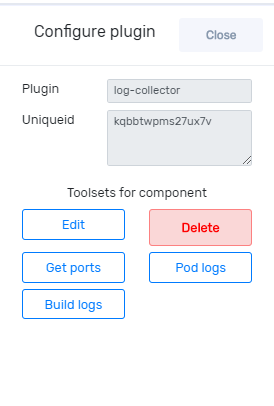 Configure plugin
Close
Plugin
log-collector
Uniqueid
kqbbtwpms27ux7v
Toolsets for component
Edit
Delete
Get ports
Pod logs
Build logs